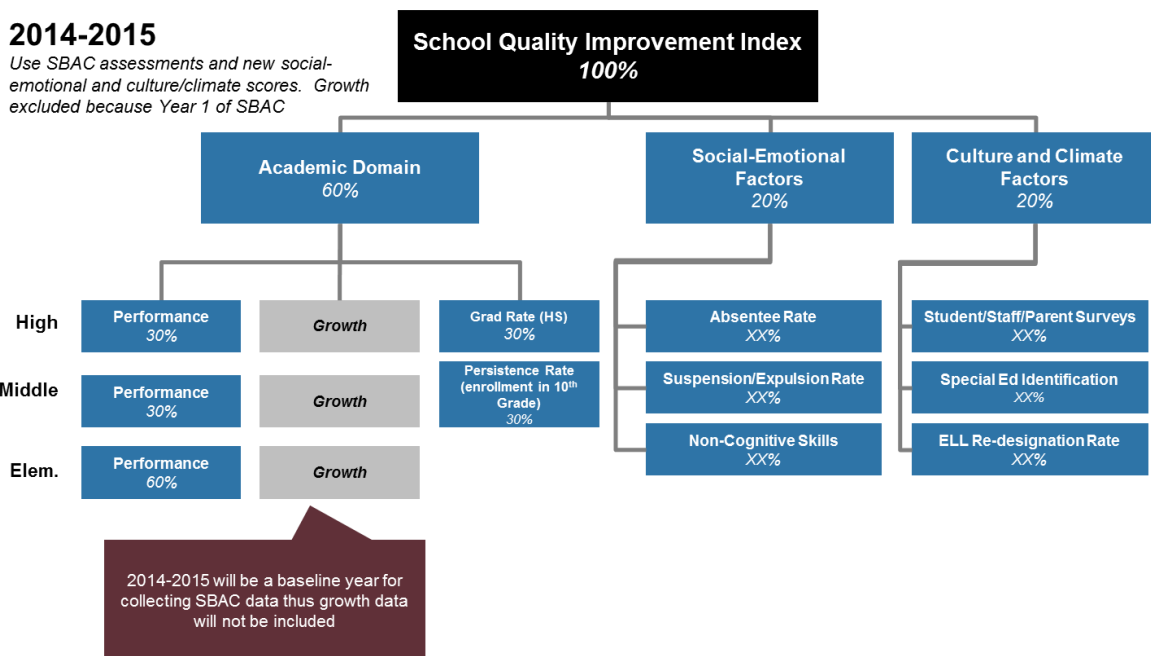 2014-2015
Use SBAC assessments and new social-
emotional and culture/climate scores. Growth
excluded because Year 1 of SBAC
School Quality Improvement Index
100%
Academic Domain
60%
Social-Emotional
Factors
20%
Culture and Climate
Factors
20%
High
Performance
30%
Growth
Grad Rate (HS)
30%
Absentee Rate
XX%
Student/Staff/Parent Surveys
XX%
Middle
Performance
30%
Growth
Persistence Rate
(enrollment in 10th
Grade)
30%
Suspension/Expulsion Rate
XX%
Special Ed Identification
XX%
Elem.
Performance
60%
Growth
Non-Cognitive Skills
XX%
ELL Re-designation Rate
XX%
2014-2015 will be a baseline year for
collecting SBAC data thus growth data
will not be included